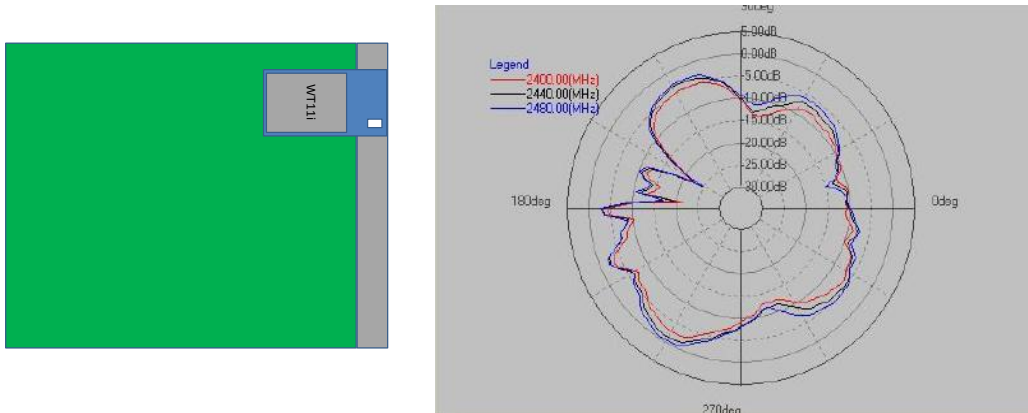 WT11i
5.00dB
0.00dB
Legend
5.00dB
2400.00(MHz)
2440.00(MHz)
10.00dB
2480.00(MHz)
15.00dB
20.00dB
25.00dB
30.00dB
180deg
0deg
270deg